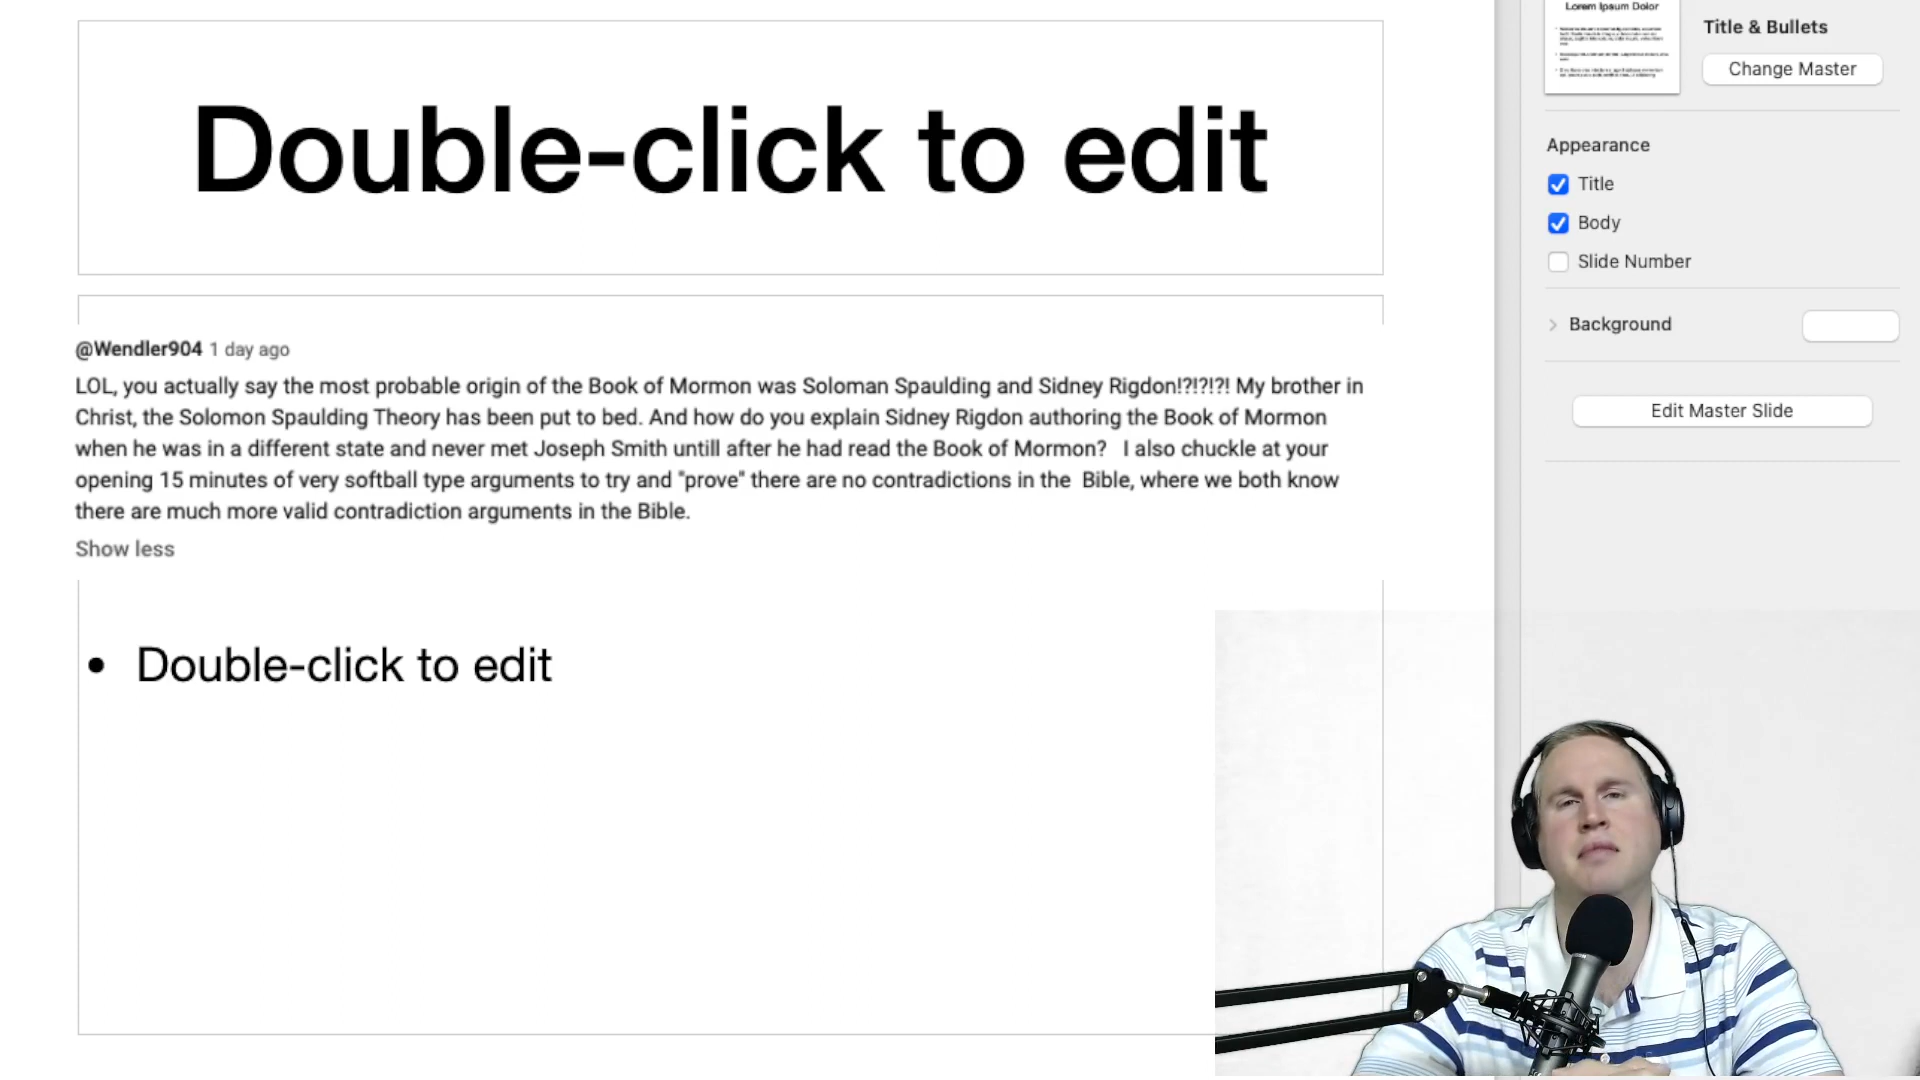 Lorem Ipsum Dolor
Title & Bullets
Change Master
Double-click to edit
Appearance
Title
Body
Slide Number
Background
Edit Master Slide
@Wendler904 1 day ago
LOL, you actually say the most probable origin of the Book of Mormon was Soloman Spaulding and Sidney Rigdon!?!?!?! My brother in
Christ, the Solomon Spaulding Theory has been put to bed. And how do you explain Sidney Rigdon authoring the Book of Mormon
when he was in a different state and never met Joseph Smith untill after he had read the Book of Mormon?   I also chuckle at your
opening 15 minutes of very softball type arguments to try and "prove" there are no contradictions in the  Bible, where we both know
there are much more valid contradiction arguments in the Bible.
Show less
• Double-click to edit